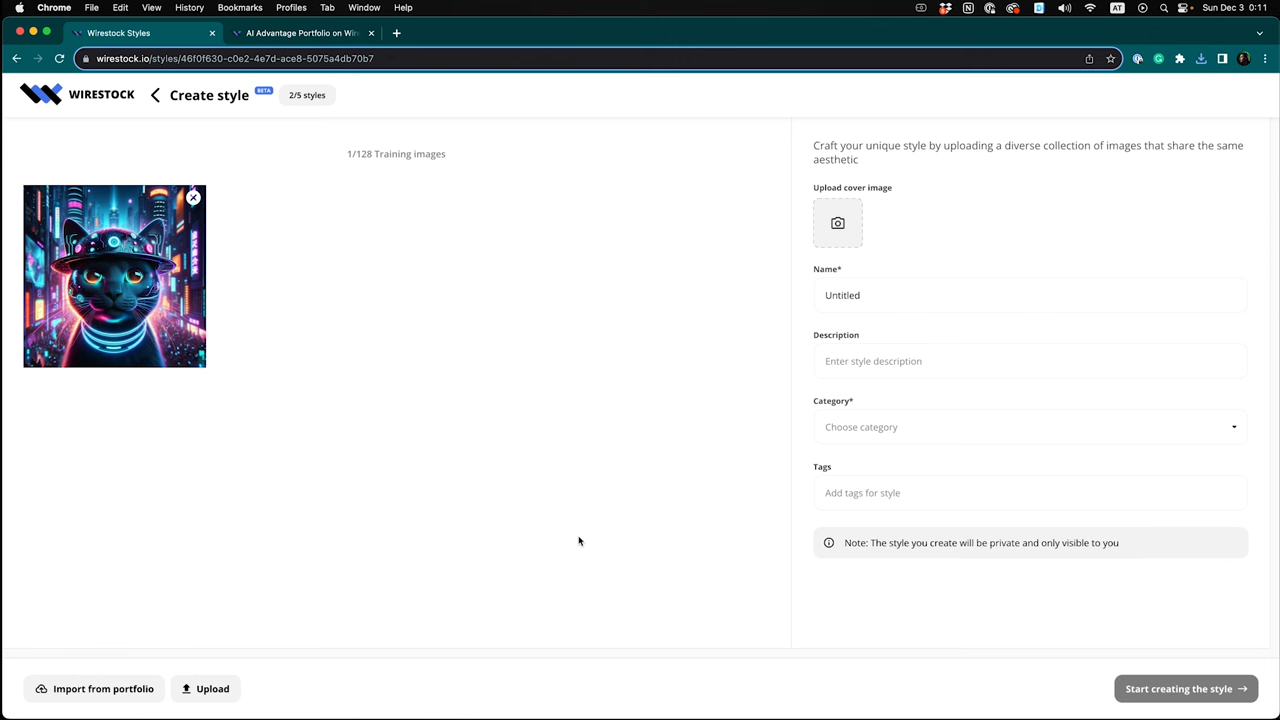 Chrome File Edit View History Bookmarks Profiles Tab Window Help AT Sun Dec 3 0:11
Wirestock Styles AI Advantage Portfolio on Wir
wirestock.io/styles/46f0f630-c0e2-4e7d-ace8-5075a4db70b7
WIRESTOCK Create style BETA 2/5 styles
1/128 Training images
Craft your unique style by uploading a diverse collection of images that share the same
aesthetic
Upload cover image
Name*
Untitled
Description
Enter style description
Category*
Choose category
Tags
Add tags for style
Note: The style you create will be private and only visible to you
Import from portfolio Upload Start creating the style